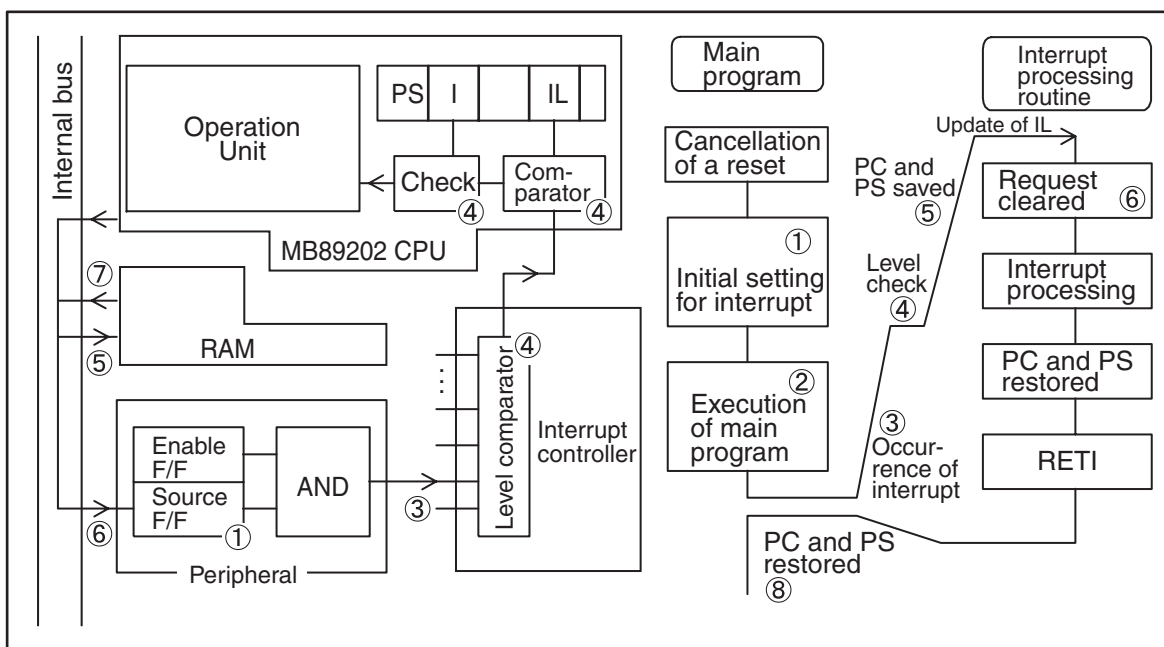 Internal bus
Operation
Unit
PS
I
IL
Check
④
Com-
parator
④
MB89202 CPU
⑦
RAM
⑤
Enable
F/F
Source
F/F
①
AND
⑥
Peripheral
③
Level comparator
④
Interrupt
controller
Main
program
Cancellation
of a reset
①
Initial setting
for interrupt
②
Execution
of main
program
③
Occur-
rence of
interrupt
Level
check
④
PC and
PS saved
⑤
Update of IL
Interrupt
processing
routine
Request
cleared
⑥
Interrupt
processing
PC and PS
restored
RETI
PC and PS
restored
⑧